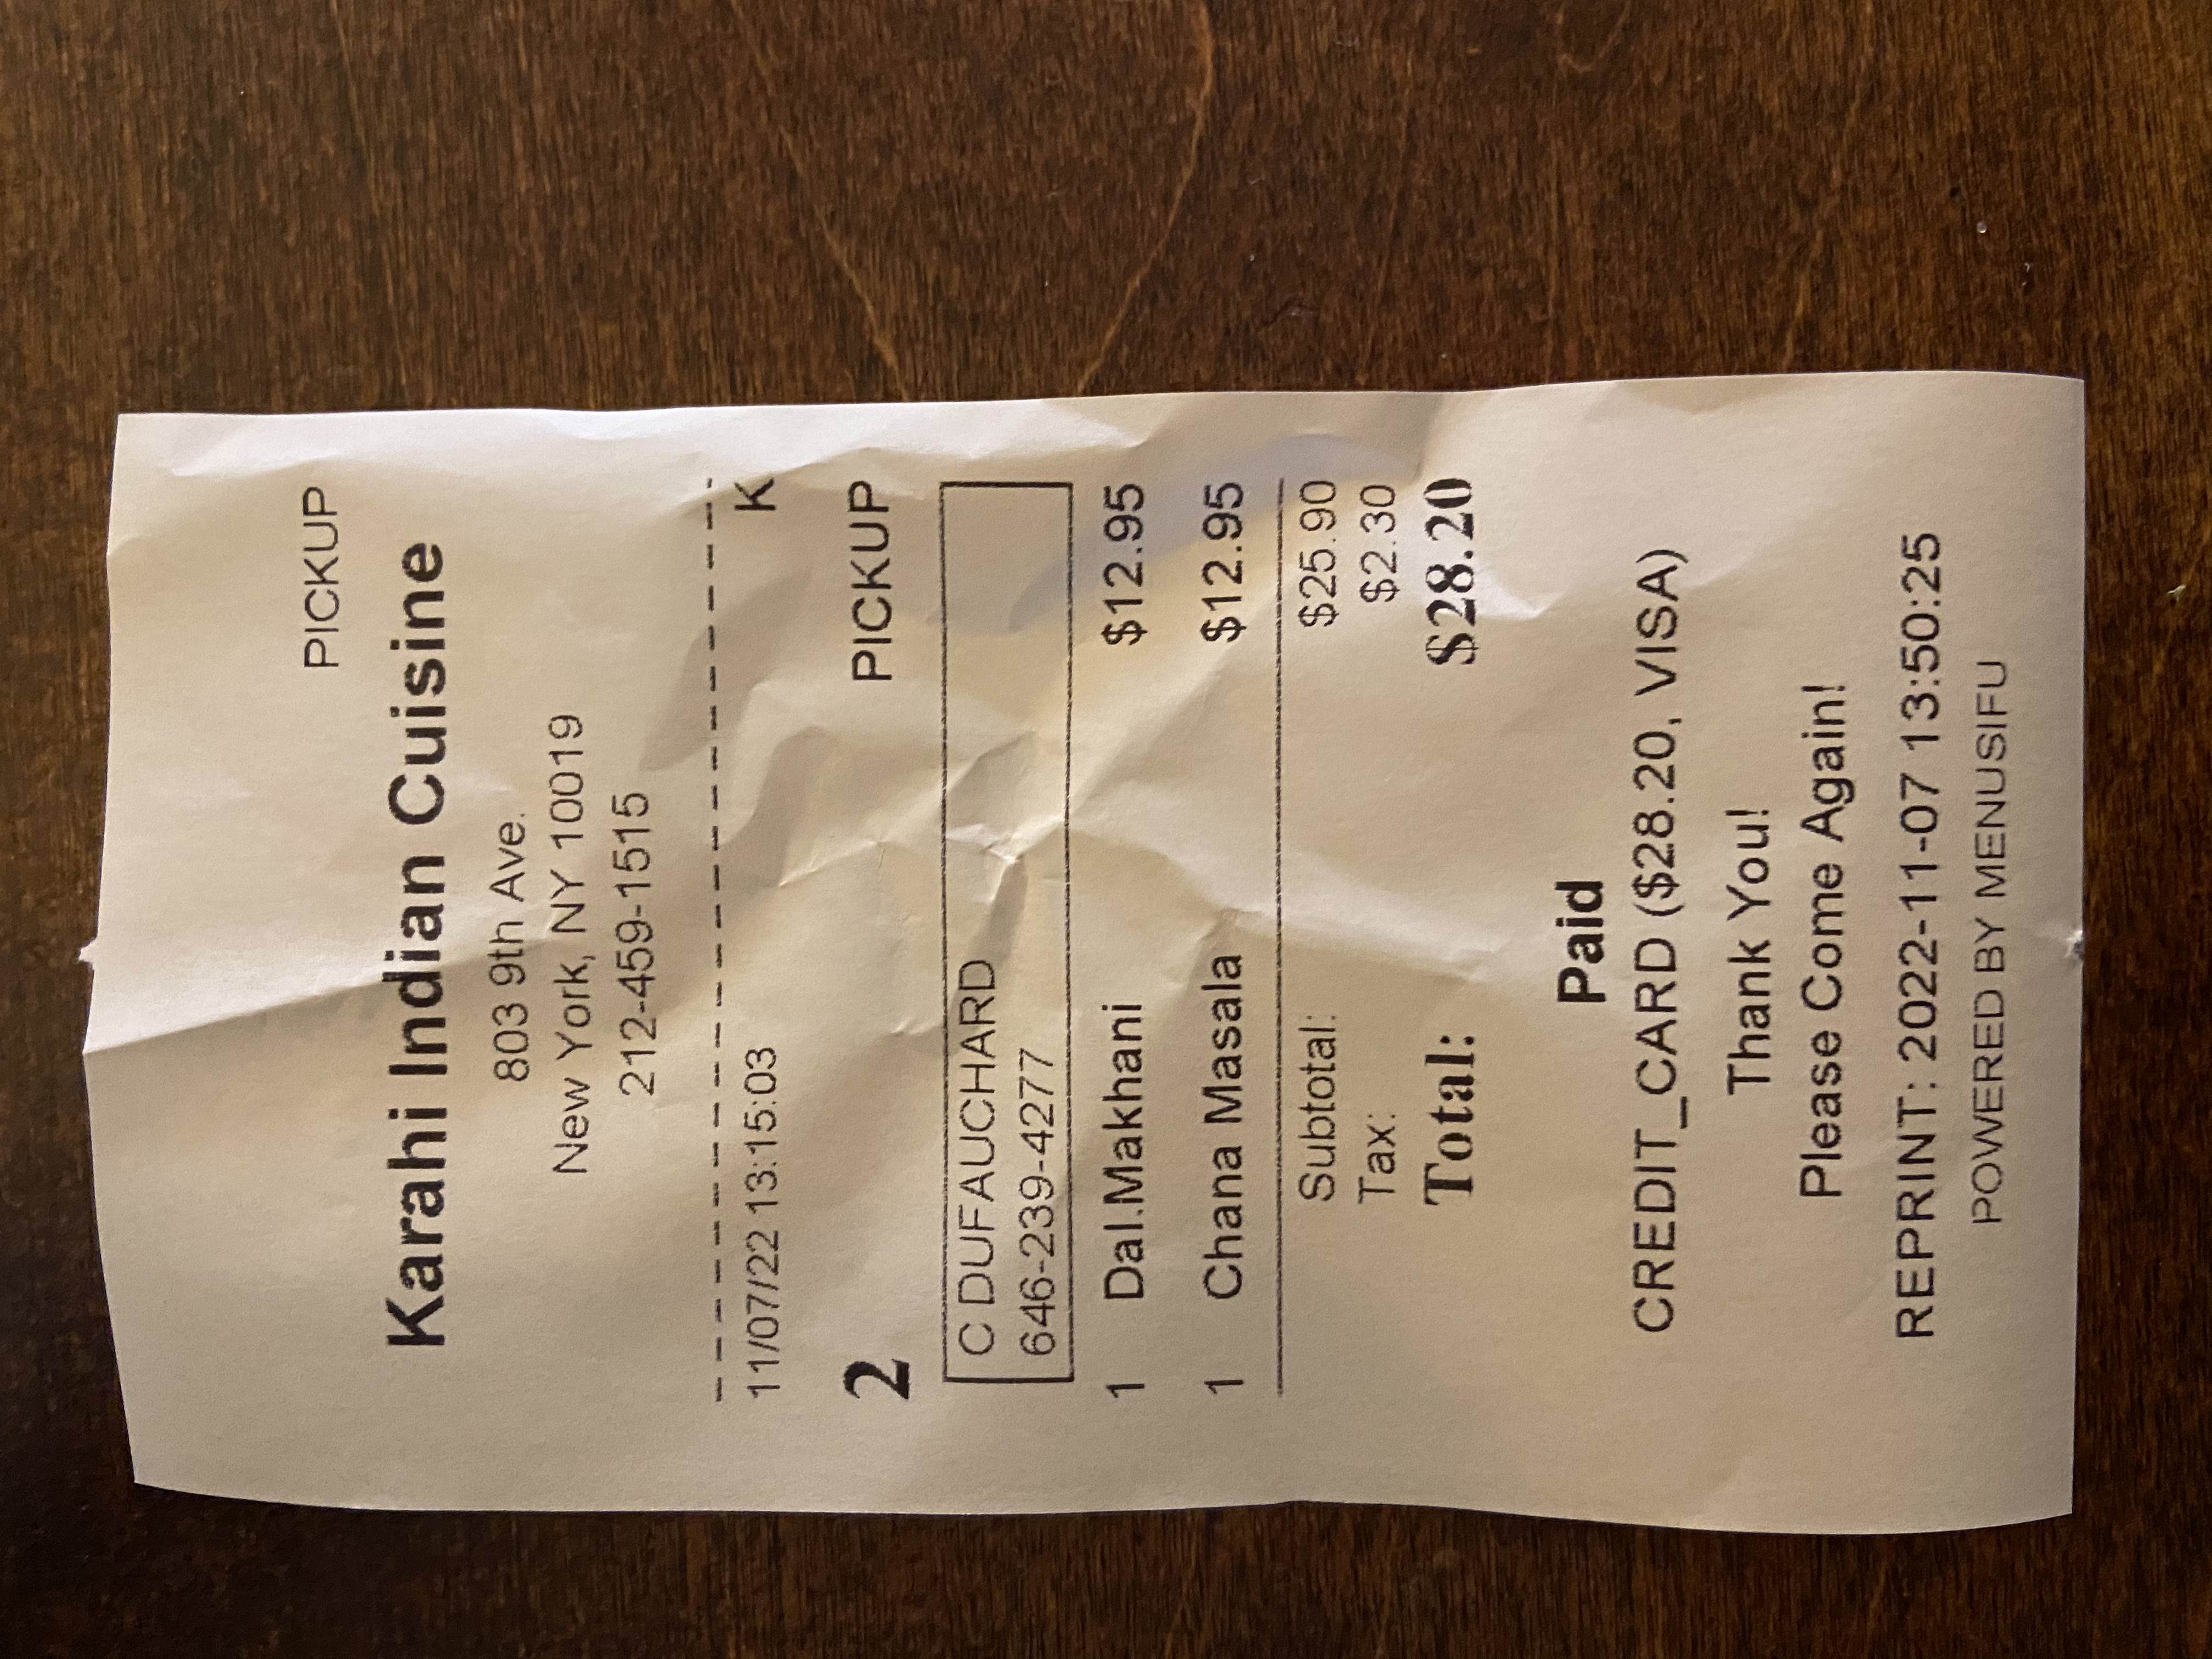 PICKUP
Karahi Indian Cuisine
803 9th Ave.
New York, NY 10019
212-459-1515
11/07/22 13:15:03 K
2 PICKUP
C DUFAUCHARD
646-239-4277
1 Dal.Makhani $12.95
1 Chana Masala $12.95
Subtotal: $25.90
Tax: $2.30
Total: $28.20
Paid
CREDIT_CARD ($28.20, VISA)
Thank You!
Please Come Again!
REPRINT: 2022-11-07 13:50:25
POWERED BY MENUSIFU